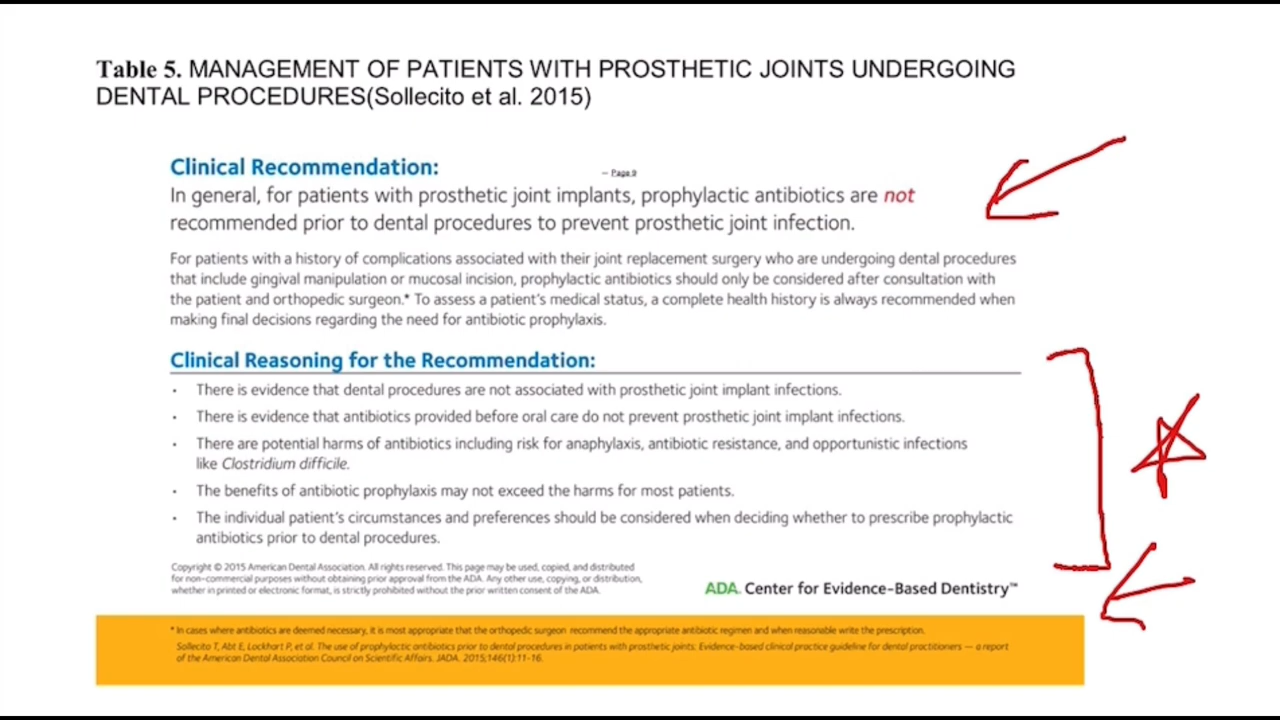 Table 5. MANAGEMENT OF PATIENTS WITH PROSTHETIC JOINTS UNDERGOING
DENTAL PROCEDURES(Sollecito et al. 2015)
Clinical Recommendation:
– Page 9
In general, for patients with prosthetic joint implants, prophylactic antibiotics are not
recommended prior to dental procedures to prevent prosthetic joint infection.
For patients with a history of complications associated with their joint replacement surgery who are undergoing dental procedures
that include gingival manipulation or mucosal incision, prophylactic antibiotics should only be considered after consultation with
the patient and orthopedic surgeon.* To assess a patient's medical status, a complete health history is always recommended when
making final decisions regarding the need for antibiotic prophylaxis.
Clinical Reasoning for the Recommendation:
• There is evidence that dental procedures are not associated with prosthetic joint implant infections.
• There is evidence that antibiotics provided before oral care do not prevent prosthetic joint implant infections.
• There are potential harms of antibiotics including risk for anaphylaxis, antibiotic resistance, and opportunistic infections
like Clostridium difficile.
• The benefits of antibiotic prophylaxis may not exceed the harms for most patients.
• The individual patient's circumstances and preferences should be considered when deciding whether to prescribe prophylactic
antibiotics prior to dental procedures.
Copyright © 2015 American Dental Association. All rights reserved. This page may be used, copied, and distributed
for non-commercial purposes without obtaining prior approval from the ADA. Any other use, copying, or distribution,
whether in printed or electronic format, is strictly prohibited without the prior written consent of the ADA.
ADA. Center for Evidence-Based Dentistry™
* In cases where antibiotics are deemed necessary, it is most appropriate that the orthopedic surgeon recommend the appropriate antibiotic regimen and when reasonable write the prescription.
Sollecito T, Abt E, Lockhart P, et al. The use of prophylactic antibiotics prior to dental procedures in patients with prosthetic joints: Evidence-based clinical practice guideline for dental practitioners — a report
of the American Dental Association Council on Scientific Affairs. JADA. 2015;146(1):11-16.